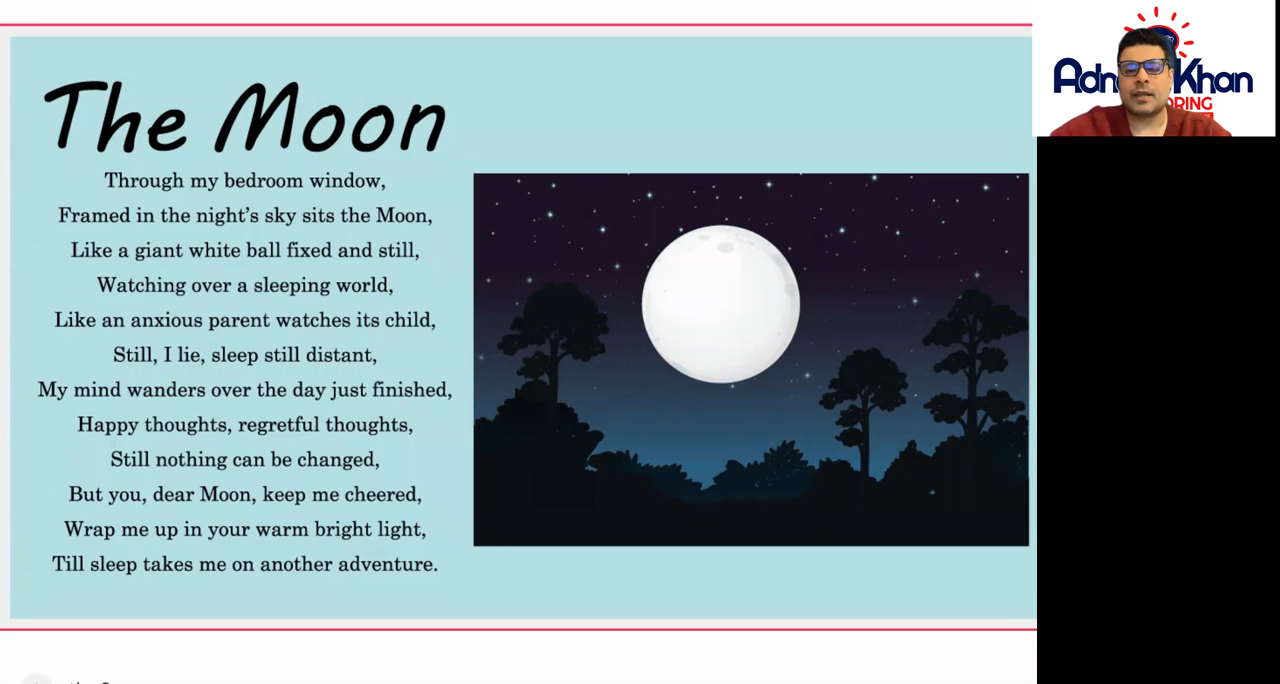 The Moon
Through my bedroom window,
Framed in the night's sky sits the Moon,
Like a giant white ball fixed and still,
Watching over a sleeping world,
Like an anxious parent watches its child,
Still, I lie, sleep still distant,
My mind wanders over the day just finished,
Happy thoughts, regretful thoughts,
Still nothing can be changed,
But you, dear Moon, keep me cheered,
Wrap me up in your warm bright light,
Till sleep takes me on another adventure.
Khan